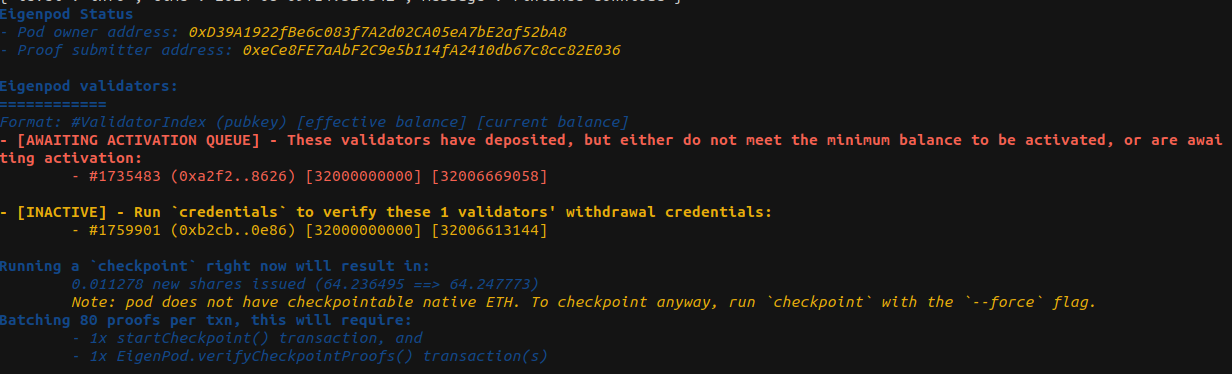 Eigenpod Status
- Pod owner address: 0xD39A1922fBe6c083f7A2d02CA05eA7bE2af52bA8
- Proof submitter address: 0xeCe8FE7aAbF2C9e5b114fA2410db67c8cc82E036
Eigenpod validators:
============
Format: #ValidatorIndex (pubkey) [effective balance] [current balance]
- [AWAITING ACTIVATION QUEUE] - These validators have deposited, but either do not meet the minimum balance to be activated, or are awai
ting activation:
- #1735483 (0xa2f2..8626) [32000000000] [32006669058]
- [INACTIVE] - Run `credentials` to verify these 1 validators' withdrawal credentials:
- #1759901 (0xb2cb..0e86) [32000000000] [32006613144]
Running a `checkpoint` right now will result in:
0.011278 new shares issued (64.236495 ==> 64.247773)
Note: pod does not have checkpointable native ETH. To checkpoint anyway, run `checkpoint` with the `--force` flag.
Batching 80 proofs per txn, this will require:
- 1x startCheckpoint() transaction, and
- 1x EigenPod.verifyCheckpointProofs() transaction(s)